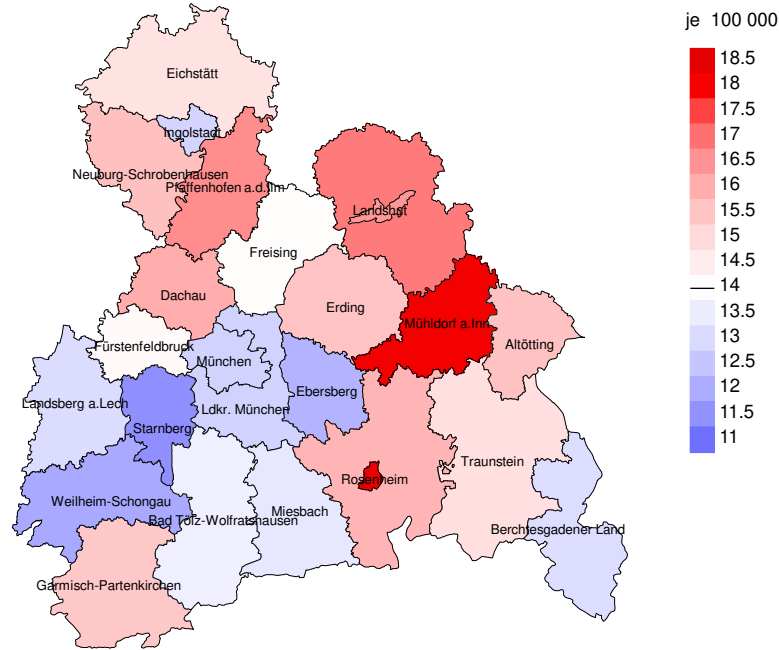 je 100 000
18.5
18
17.5
17
16.5
16
15.5
15
14.5
14
13.5
13
12.5
12
11.5
11
Eichstätt
Ingolstadt
Neuburg-Schrobenhausen
Pfaffenhofen a.d.Ilm
Landshut
Freising
Dachau
Erding
Mühldorf a.Inn
Altötting
Fürstenfeldbruck
München
Ebersberg
Landsberg a.Lech
Ldkr. München
Starnberg
Traunstein
Rosenheim
Weilheim-Schongau
Miesbach
Bad Tölz-Wolfratshausen
Berchtesgadener Land
Garmisch-Partenkirchen